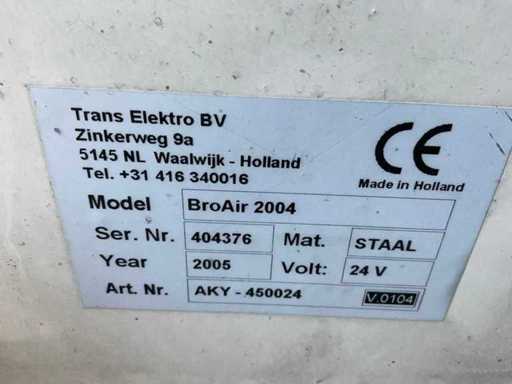 Trans Elektro BV
Zinkerweg 9a
5145 NL Waalwijk - Holland
Tel. +31 416 340016
CE
Made in Holland
Model BroAir 2004
Ser. Nr. 404376 Mat. STAAL
Year 2005 Volt: 24 V
Art. Nr. AKY - 450024 V.0104